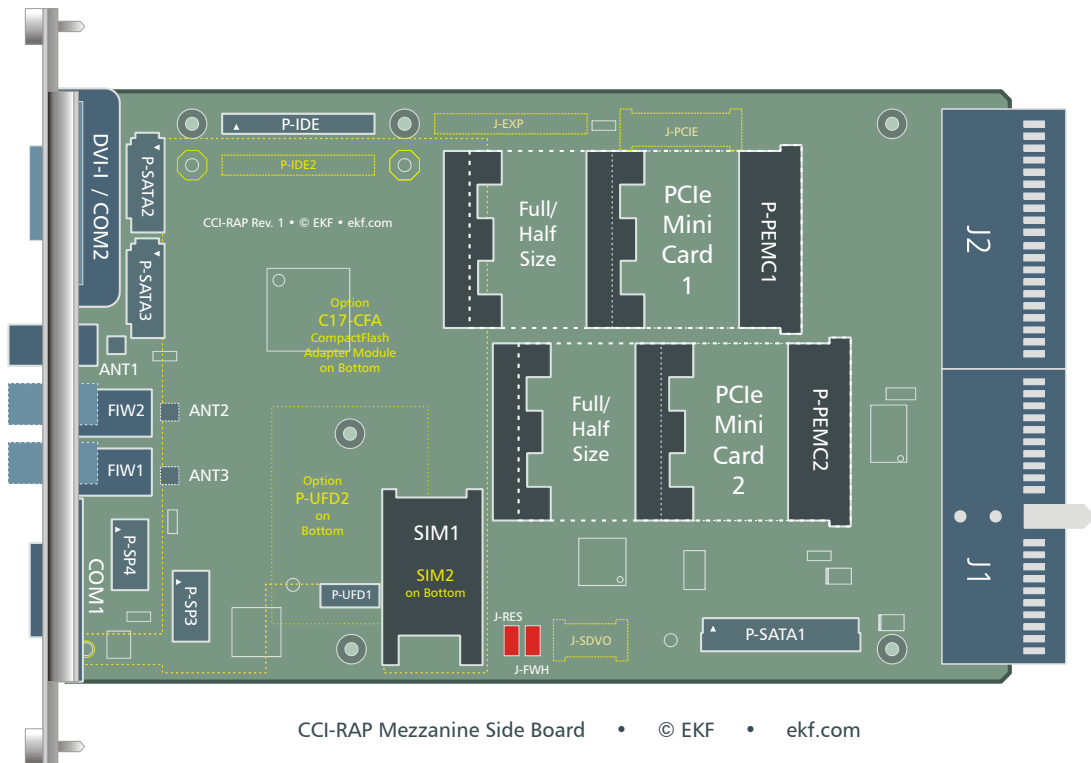 P-IDE
J-EXP
J-PCIE
P-IDE2
DVI-I / COM2
P-SATA2
P-SATA3
CCI-RAP Rev. 1 • © EKF • ekf.com
Full/
Half
Size
PCIe
Mini
Card
1
P-PEMC1
J2
Option
C17-CFA
CompactFlash
Adapter Module
on Bottom
ANT1
FIW2
ANT2
FIW1
ANT3
Full/
Half
Size
PCIe
Mini
Card
2
P-PEMC2
Option
P-UFD2
on
Bottom
SIM1
SIM2
on Bottom
P-SP4
COM1
P-SP3
P-UFD1
J-RES
J-FWH
J-SDVO
P-SATA1
J1
CCI-RAP Mezzanine Side Board • © EKF • ekf.com